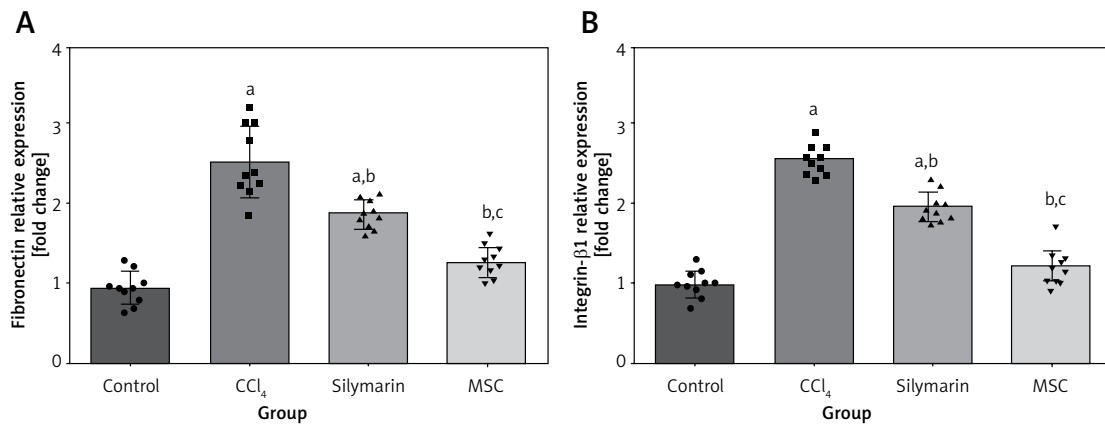 A
Fibronectin relative expression
[fold change]
4
3
2
1
0
a
a,b
b,c
Control
CCl4
Silymarin
MSC
Group
B
Integrin-β1 relative expression
[fold change]
4
3
2
1
0
a
a,b
b,c
Control
CCl4
Silymarin
MSC
Group